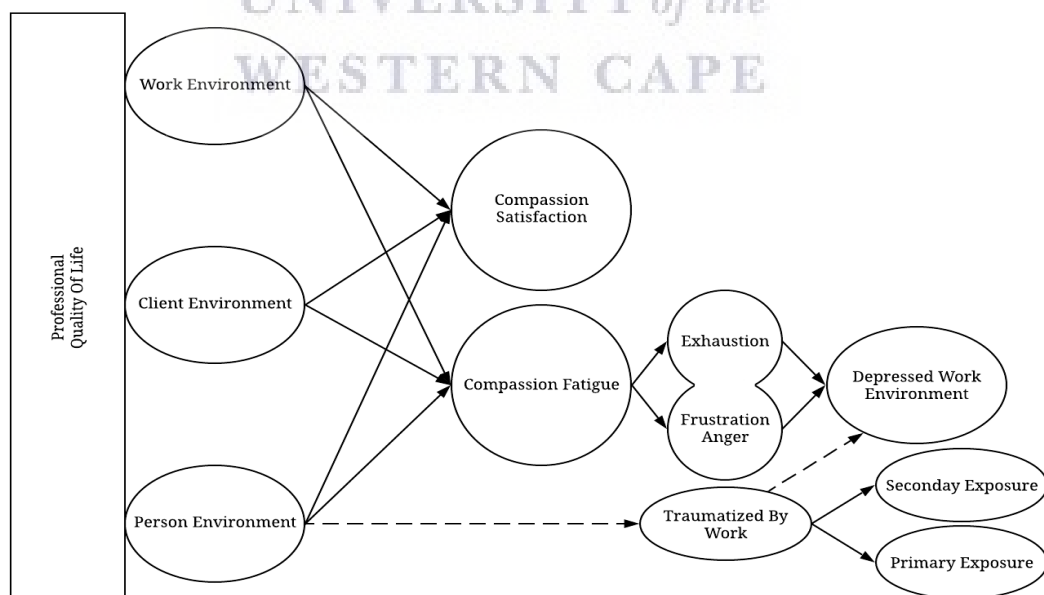 UNIVERSITY of the
WESTERN CAPE
Work Environment
Compassion
Satisfaction
Professional
Quality Of Life
Client Environment
Exhaustion
Compassion Fatigue
Depressed Work
Environment
Frustration
Anger
Seconday Exposure
Person Environment
Traumatized By
Work
Primary Exposure